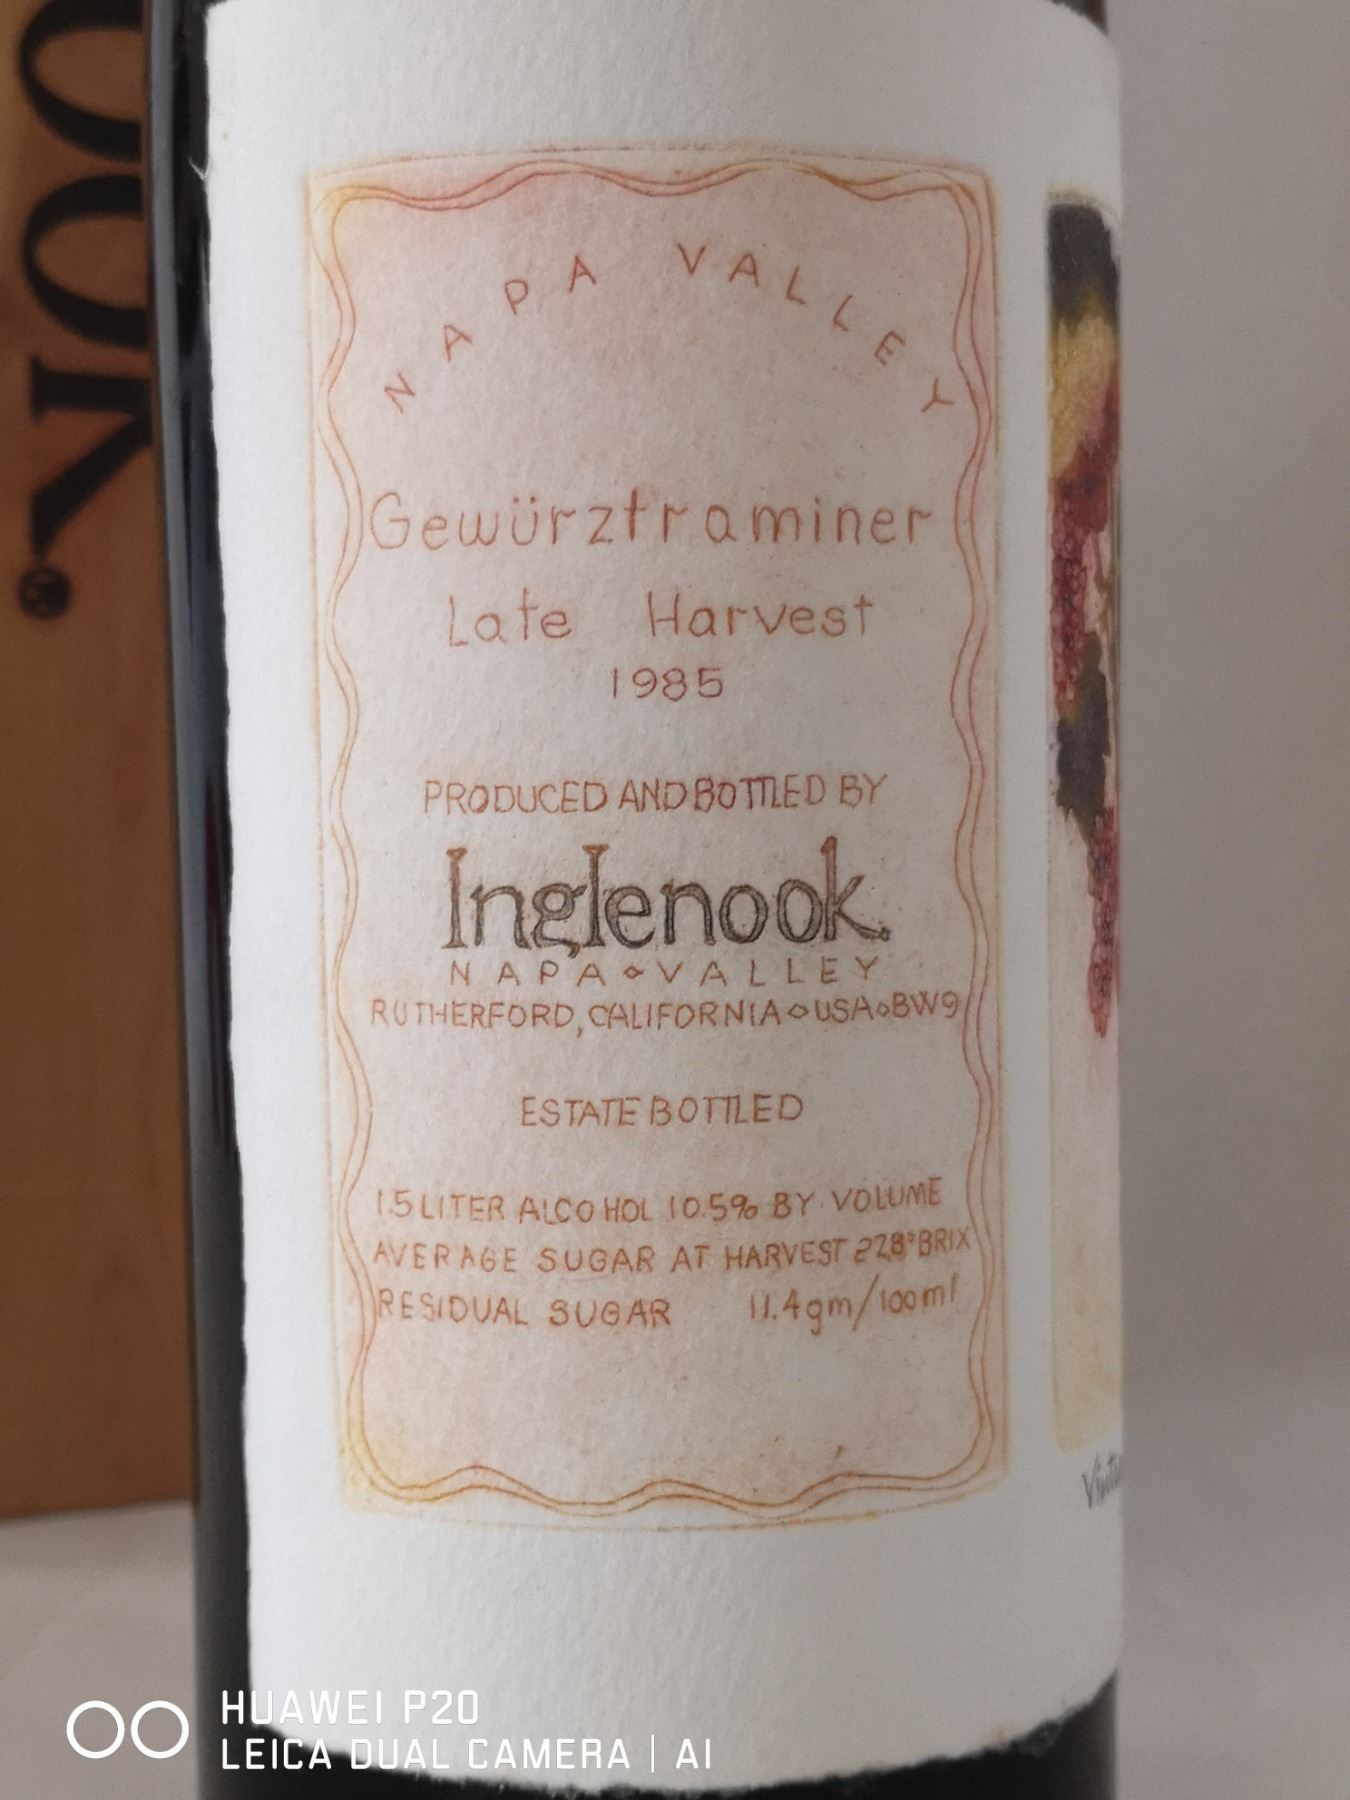 OOK®
NAPA VALLEY
Gewürztraminer
Late Harvest
1985
PRODUCED AND BOTTLED BY
Inglenook
NAPA⋄VALLEY
RUTHERFORD, CALIFORNIA⋄USA⋄BW9
ESTATE BOTTLED
1.5 LITER ALCOHOL 10.5% BY VOLUME
AVERAGE SUGAR AT HARVEST 27.8° BRIX
RESIDUAL SUGAR 11.4gm/100ml
HUAWEI P20
LEICA DUAL CAMERA | AI